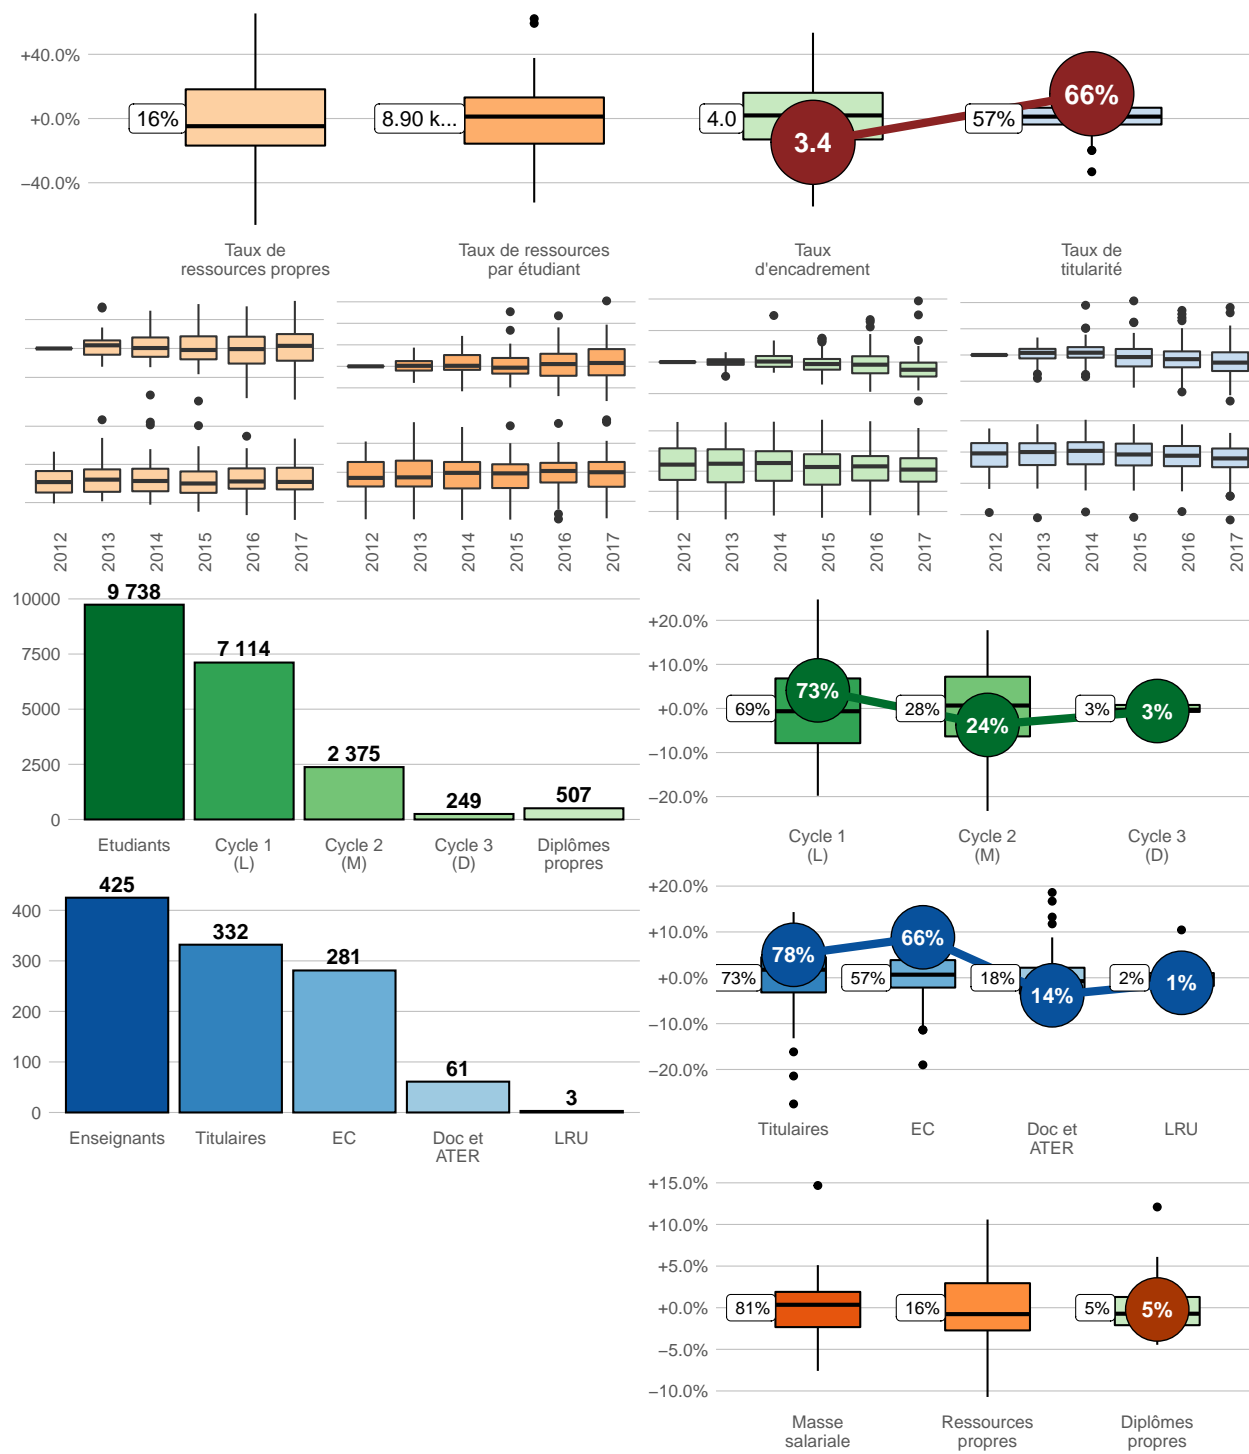 +40.0%
+0.0%
−40.0%
16%
8.90 k...
4.0
3.4
57%
66%
Taux de
ressources propres
Taux de ressources
par étudiant
Taux
d'encadrement
Taux de
titularité
2012
2013
2014
2015
2016
2017
2012
2013
2014
2015
2016
2017
2012
2013
2014
2015
2016
2017
2012
2013
2014
2015
2016
2017
10000
7500
5000
2500
0
9 738
7 114
2 375
249
507
Etudiants
Cycle 1
(L)
Cycle 2
(M)
Cycle 3
(D)
Diplômes
propres
+20.0%
+10.0%
+0.0%
−10.0%
−20.0%
69%
73%
28%
24%
3%
3%
Cycle 1
(L)
Cycle 2
(M)
Cycle 3
(D)
400
300
200
100
0
425
332
281
61
3
Enseignants
Titulaires
EC
Doc et
ATER
LRU
+20.0%
+10.0%
+0.0%
−10.0%
−20.0%
73%
78%
57%
66%
18%
14%
2%
1%
Titulaires
EC
Doc et
ATER
LRU
+15.0%
+10.0%
+5.0%
+0.0%
−5.0%
−10.0%
81%
16%
5%
5%
Masse
salariale
Ressources
propres
Diplômes
propres